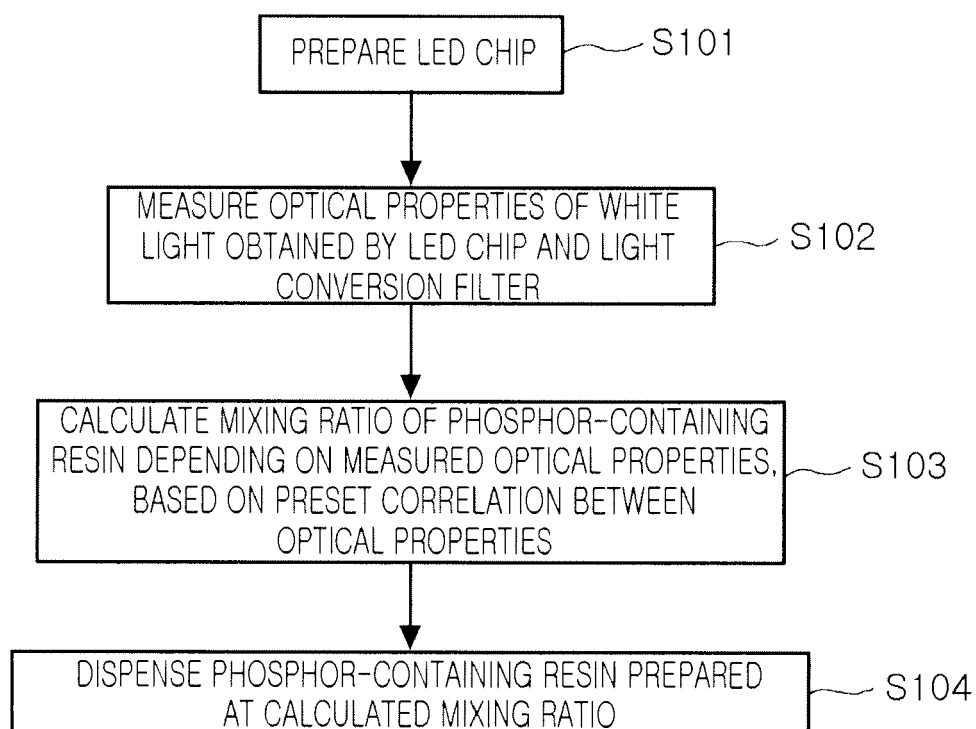 PREPARE LED CHIP
S101
MEASURE OPTICAL PROPERTIES OF WHITE
LIGHT OBTAINED BY LED CHIP AND LIGHT
CONVERSION FILTER
S102
CALCULATE MIXING RATIO OF PHOSPHOR-CONTAINING
RESIN DEPENDING ON MEASURED OPTICAL PROPERTIES,
BASED ON PRESET CORRELATION BETWEEN
OPTICAL PROPERTIES
S103
DISPENSE PHOSPHOR-CONTAINING RESIN PREPARED
AT CALCULATED MIXING RATIO
S104